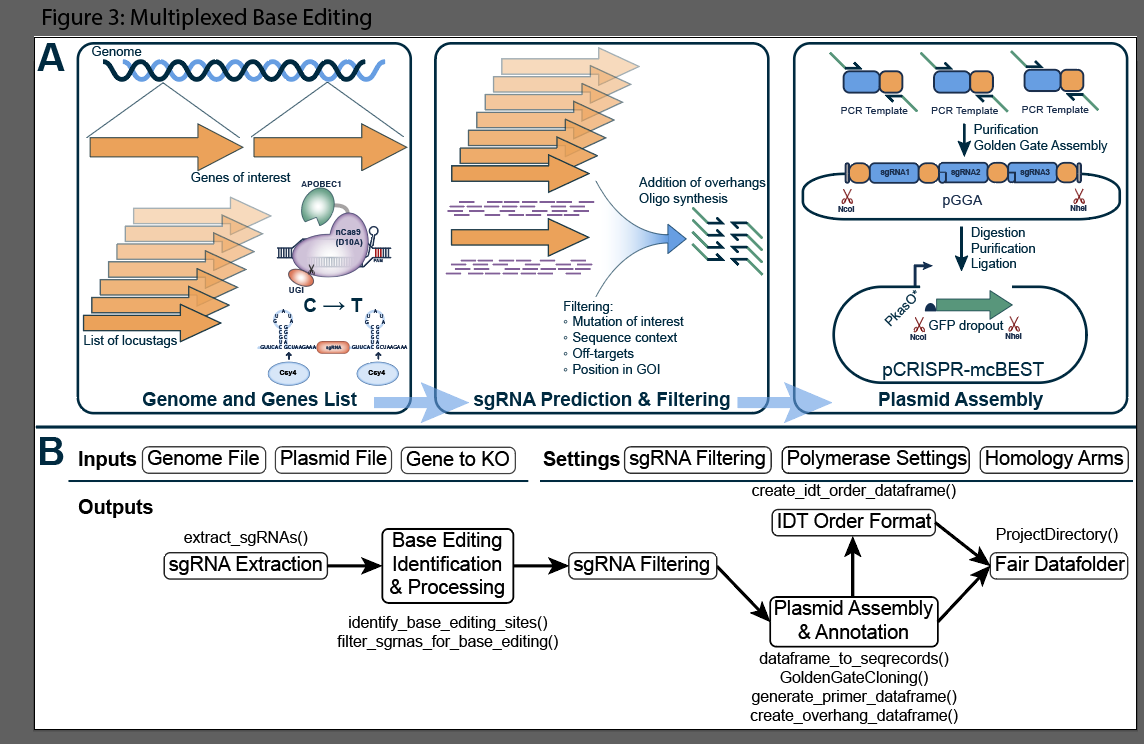 Figure 3: Multiplexed Base Editing
A
Genome
Genes of interest
List of locustags
APOBEC1
nCas9
(D10A)
PAM
UGI
C → T
GUUCAC
GCUAAGAAA
sgRNA
GUUCAC
GCUAAGAAA
Csy4
Csy4
Genome and Genes List
Addition of overhangs
Oligo synthesis
Filtering:
◦ Mutation of interest
◦ Sequence context
◦ Off-targets
◦ Position in GOI
sgRNA Prediction & Filtering
PCR Template
PCR Template
PCR Template
Purification
Golden Gate Assembly
sgRNA1
sgRNA2
sgRNA3
NcoI
pGGA
NheI
Digestion
Purification
Ligation
PkasO*
GFP dropout
NcoI
NheI
pCRISPR-mcBEST
Plasmid Assembly
B
Inputs
Genome File
Plasmid File
Gene to KO
Settings
sgRNA Filtering
Polymerase Settings
Homology Arms
Outputs
extract_sgRNAs()
sgRNA Extraction
Base Editing
Identification
& Processing
identify_base_editing_sites()
filter_sgrnas_for_base_editing()
sgRNA Filtering
create_idt_order_dataframe()
IDT Order Format
Plasmid Assembly
& Annotation
dataframe_to_seqrecords()
GoldenGateCloning()
generate_primer_dataframe()
create_overhang_dataframe()
ProjectDirectory()
Fair Datafolder